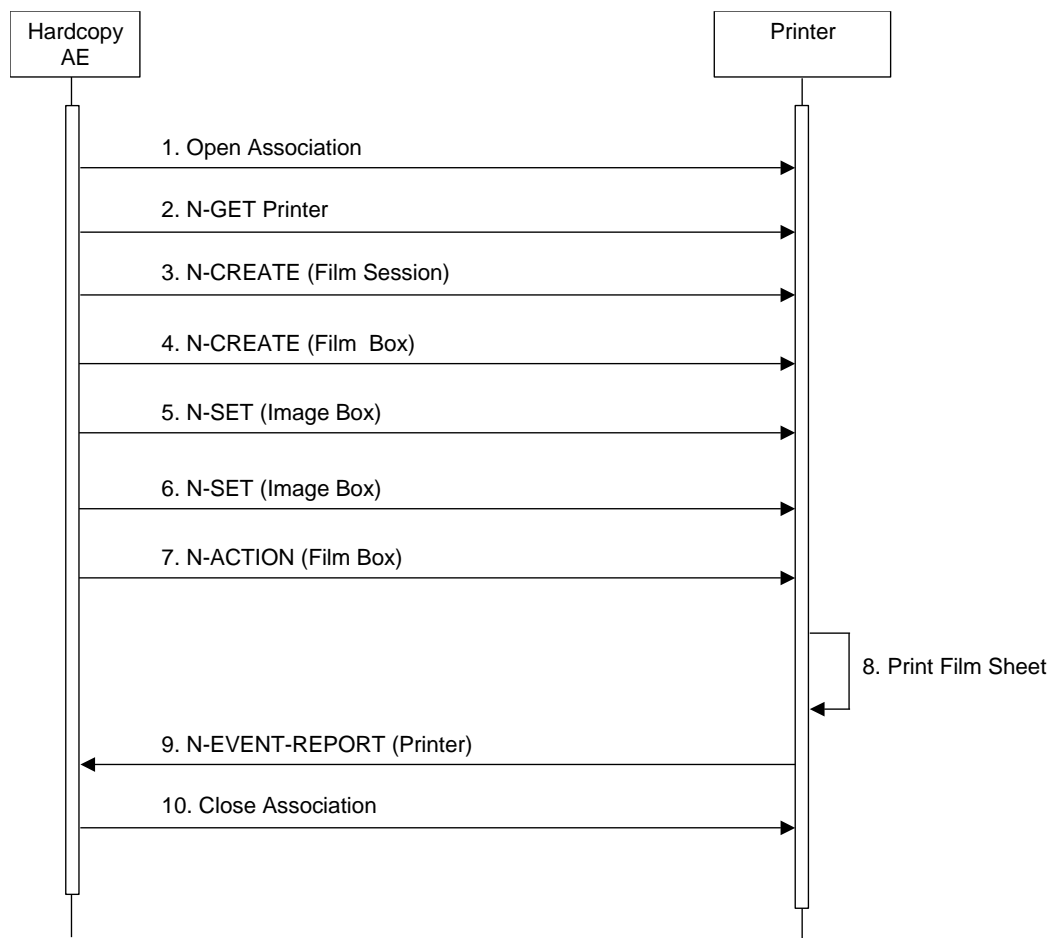 Hardcopy
AE
Printer
1. Open Association
2. N-GET Printer
3. N-CREATE (Film Session)
4. N-CREATE (Film  Box)
5. N-SET (Image Box)
6. N-SET (Image Box)
7. N-ACTION (Film Box)
8. Print Film Sheet
9. N-EVENT-REPORT (Printer)
10. Close Association